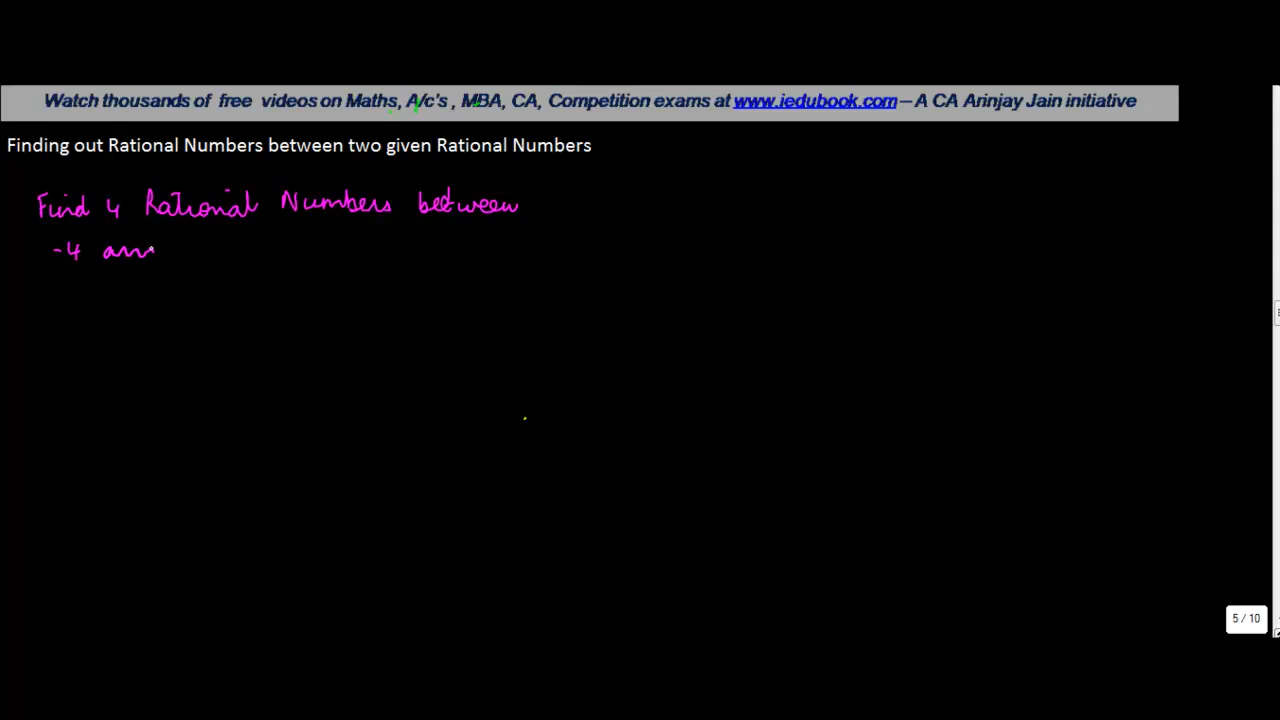 Watch thousands of free videos on Maths, A/c's , MBA, CA, Competition exams at www.iedubook.com – A CA Arinjay Jain initiative
Finding out Rational Numbers between two given Rational Numbers
Find 4 Rational Numbers between
-4
5 / 10